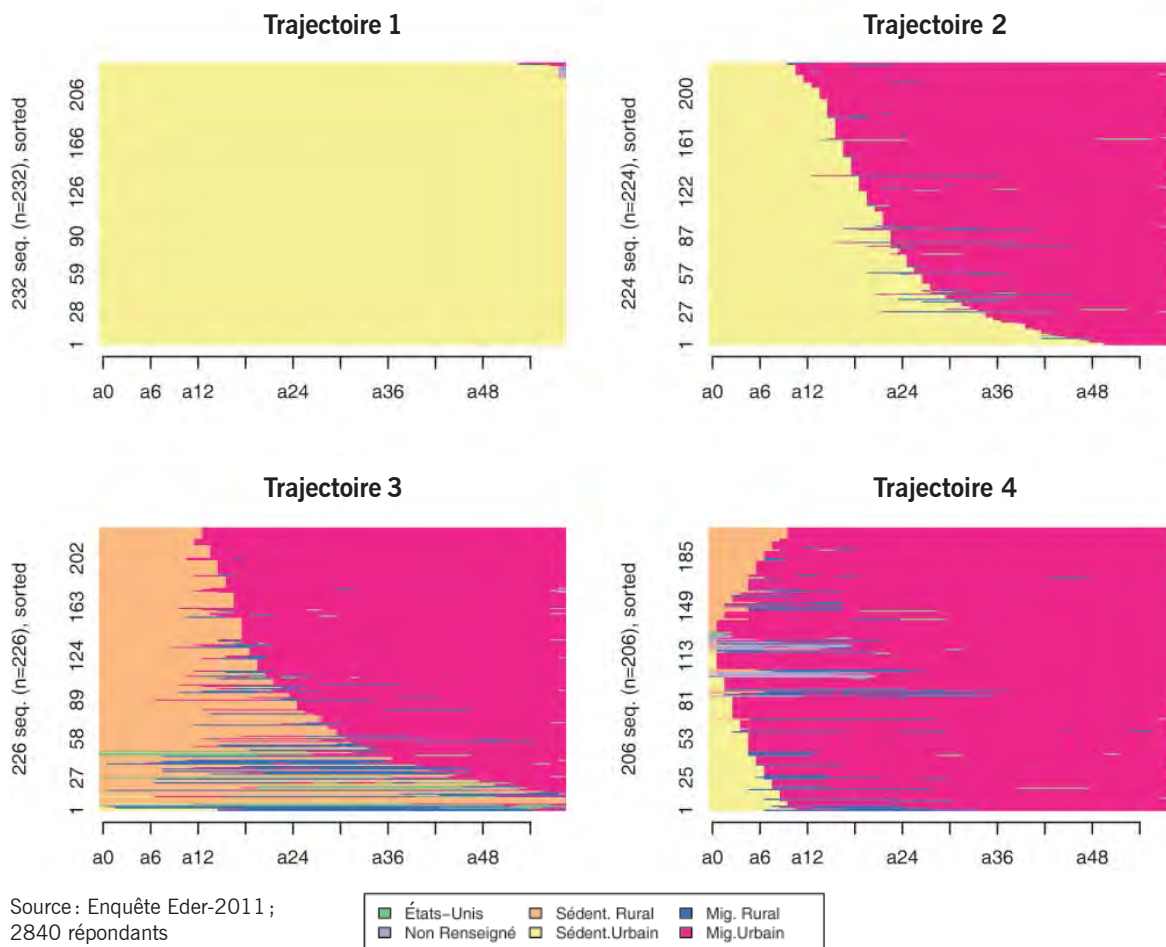 Trajectoire 1
232 seq. (n=232), sorted
206
166
126
90
59
28
1
a0 a6 a12 a24 a36 a48
Trajectoire 2
224 seq. (n=224), sorted
200
161
122
87
57
27
1
a0 a6 a12 a24 a36 a48
Trajectoire 3
226 seq. (n=226), sorted
202
163
124
89
58
27
1
a0 a6 a12 a24 a36 a48
Trajectoire 4
206 seq. (n=206), sorted
185
149
113
81
53
25
1
a0 a6 a12 a24 a36 a48
Source : Enquête Eder-2011 ;
2840 répondants
États-Unis Sédent. Rural Mig. Rural
Non Renseigné Sédent.Urbain Mig.Urbain